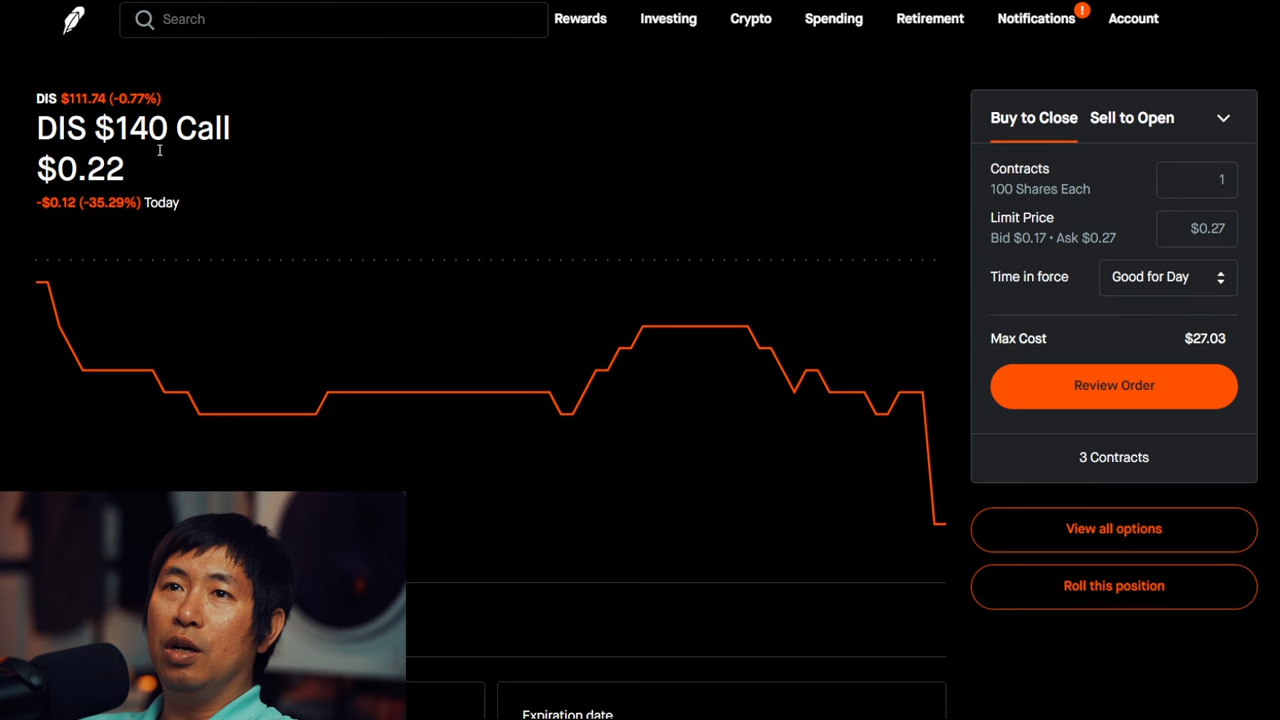 Search
Rewards
Investing
Crypto
Spending
Retirement
Notifications
!
Account
DIS $111.74 (-0.77%)
DIS $140 Call
$0.22
-$0.12 (-35.29%) Today
Buy to Close
Sell to Open
Contracts
100 Shares Each
1
Limit Price
Bid $0.17 • Ask $0.27
$0.27
Time in force
Good for Day
Max Cost
$27.03
Review Order
3 Contracts
View all options
Roll this position
Expiration date